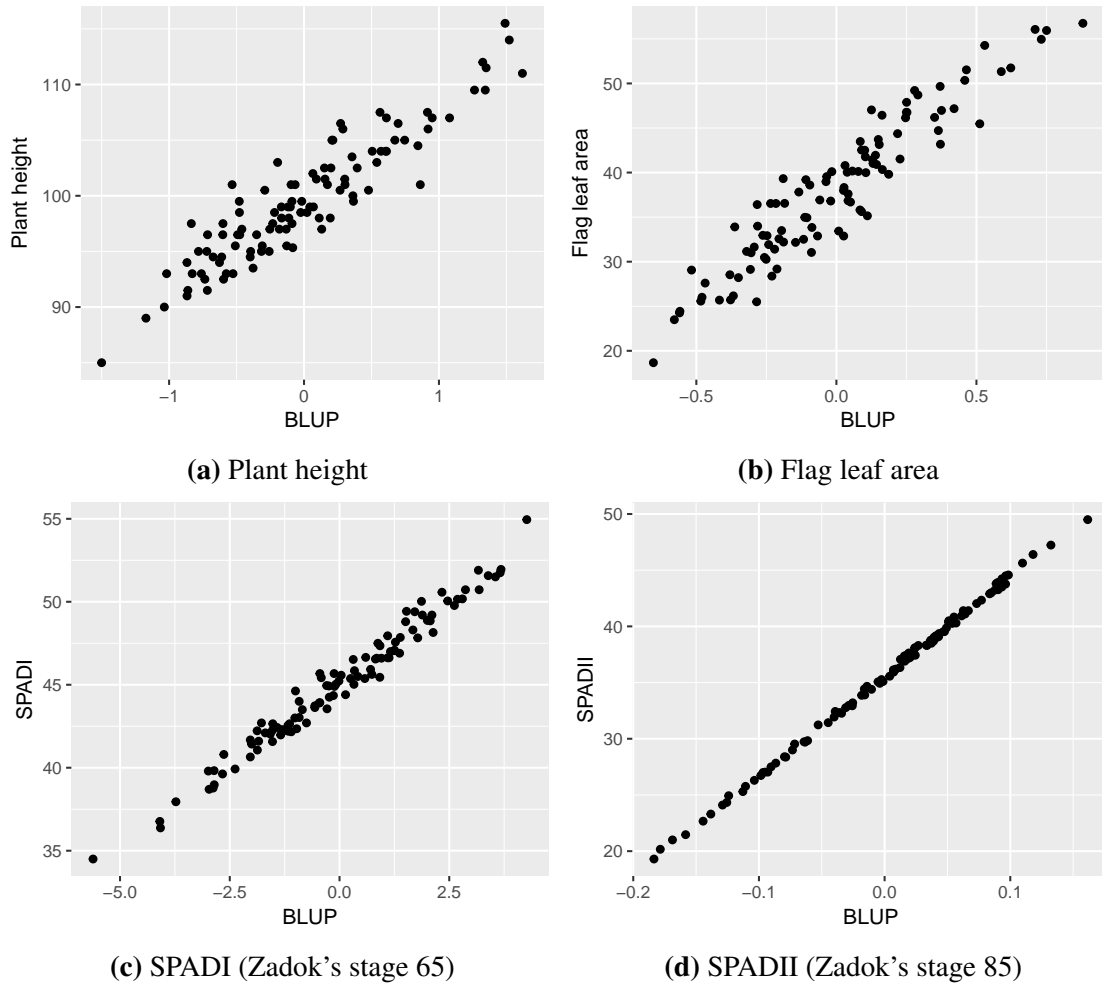 Plant height
110
100
90
−1
0
1
BLUP
(a) Plant height
Flag leaf area
50
40
30
20
−0.5
0.0
0.5
BLUP
(b) Flag leaf area
SPADI
55
50
45
40
35
−5.0
−2.5
0.0
2.5
BLUP
(c) SPADI (Zadok's stage 65)
SPADII
50
40
30
20
−0.2
−0.1
0.0
0.1
BLUP
(d) SPADII (Zadok's stage 85)